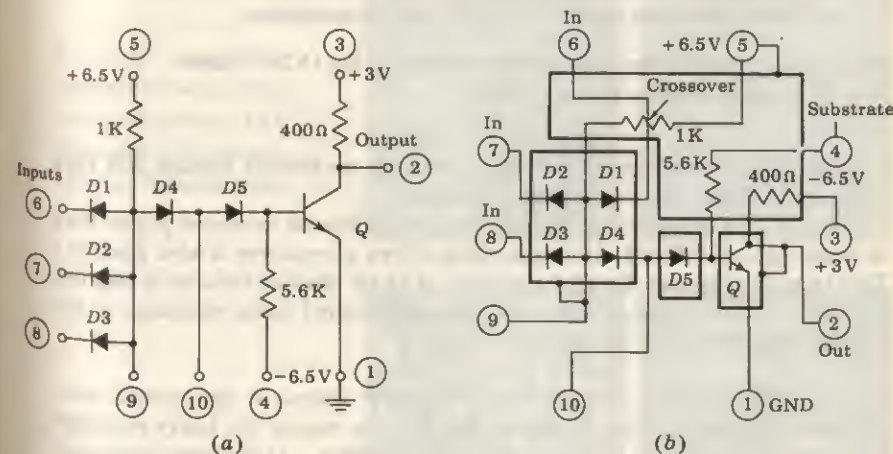 5
3
+6.5V
+3V
1K
400Ω
Output
2
Inputs
D1
D4
D5
6
Q
D2
7
5.6K
D3
8
-6.5V
1
9
10
4
(a)
In
6
+6.5V
5
Crossover
In
1K
Substrate
7
D2
D1
5.6K
4
400Ω
-6.5V
In
8
D3
D4
D5
Q
3
+3V
9
2
Out
10
1
GND
(b)